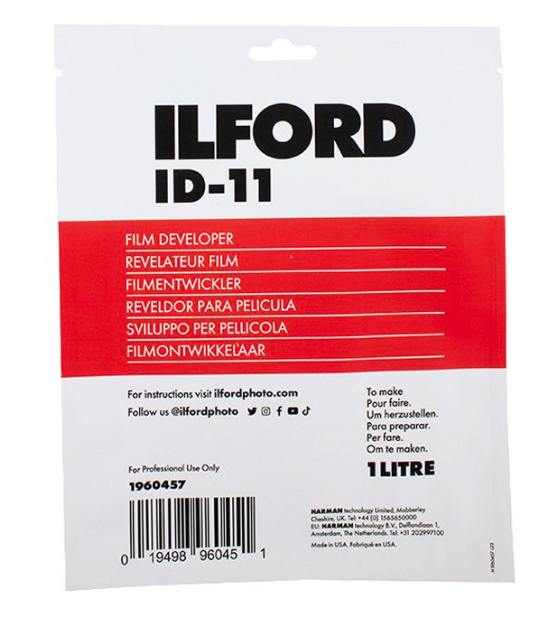 ILFORD
ID-11
FILM DEVELOPER
REVELATEUR FILM
FILMENTWICKLER
REVELDOR PARA PELICULA
SVILUPPO PER PELLICOLA
FILMONTWIKKELAAR
For instructions visit ilfordphoto.com
Follow us @ilfordphoto
To make
Pour faire.
Um herzustellen.
Para preparar.
Per fare.
Om te maken.
1 LITRE
For Professional Use Only
1960457
0 19498 96045 1
HARMAN technology Limited, Mobberley
Cheshire, UK. Tel +44 (0) 1565650000
EU: HARMAN technology B.V., Delflandlaan 1,
Amsterdam, The Netherlands. Tel: +31 202997100
Made in USA. Fabriqué en USA.